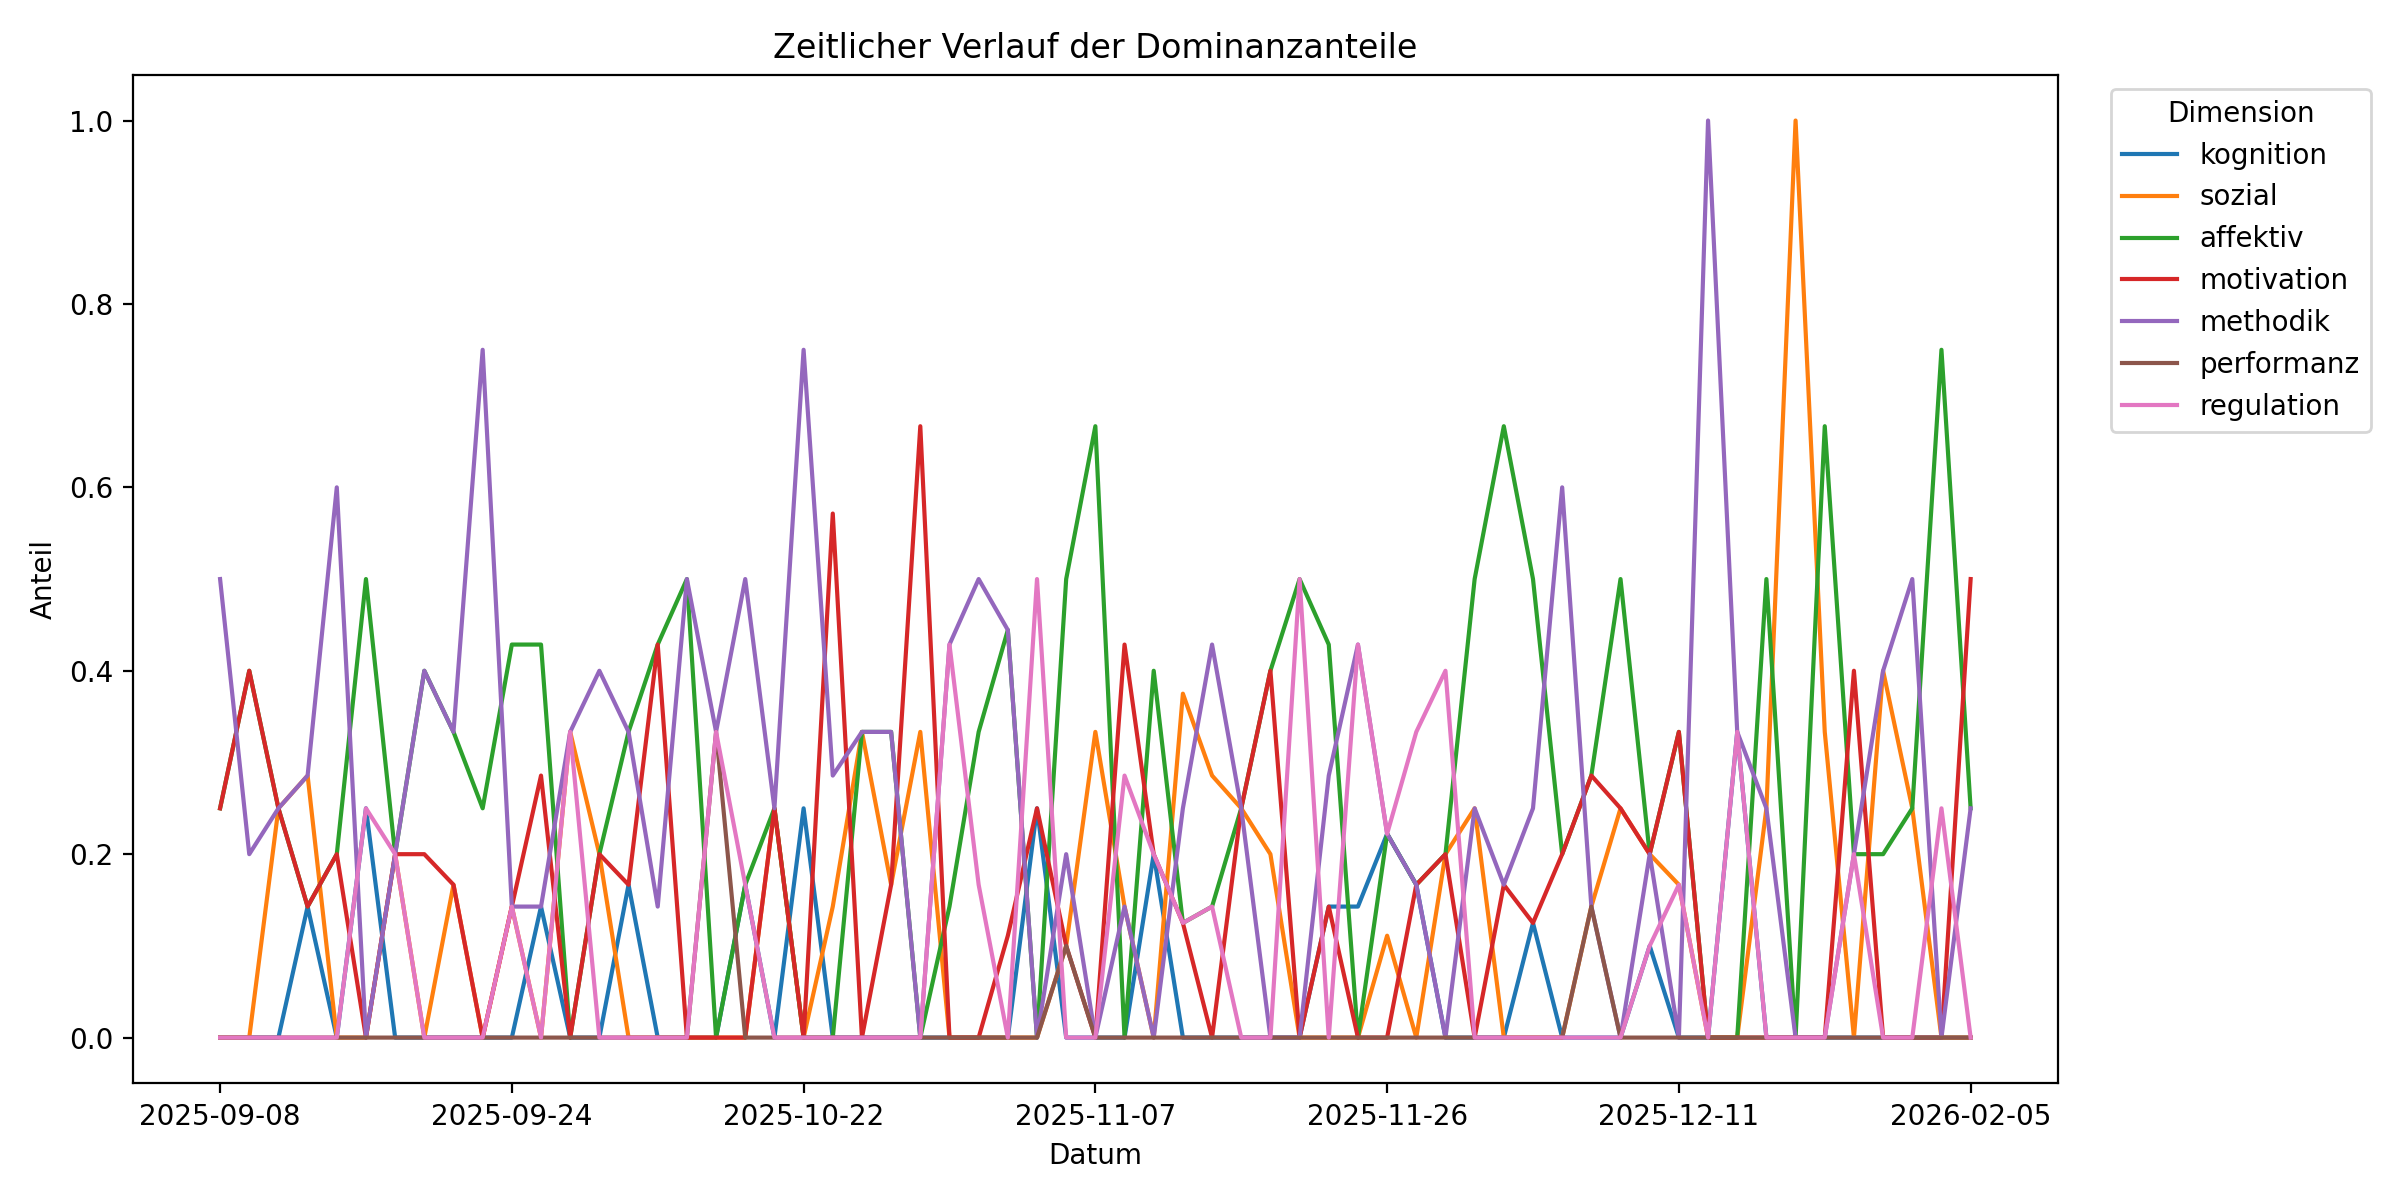 Zeitlicher Verlauf der Dominanzanteile
Dimension
kognition
sozial
affektiv
motivation
methodik
performanz
regulation
1.0
0.8
0.6
0.4
0.2
0.0
Anteil
2025-09-08 2025-09-24 2025-10-22 2025-11-07 2025-11-26 2025-12-11 2026-02-05
Datum